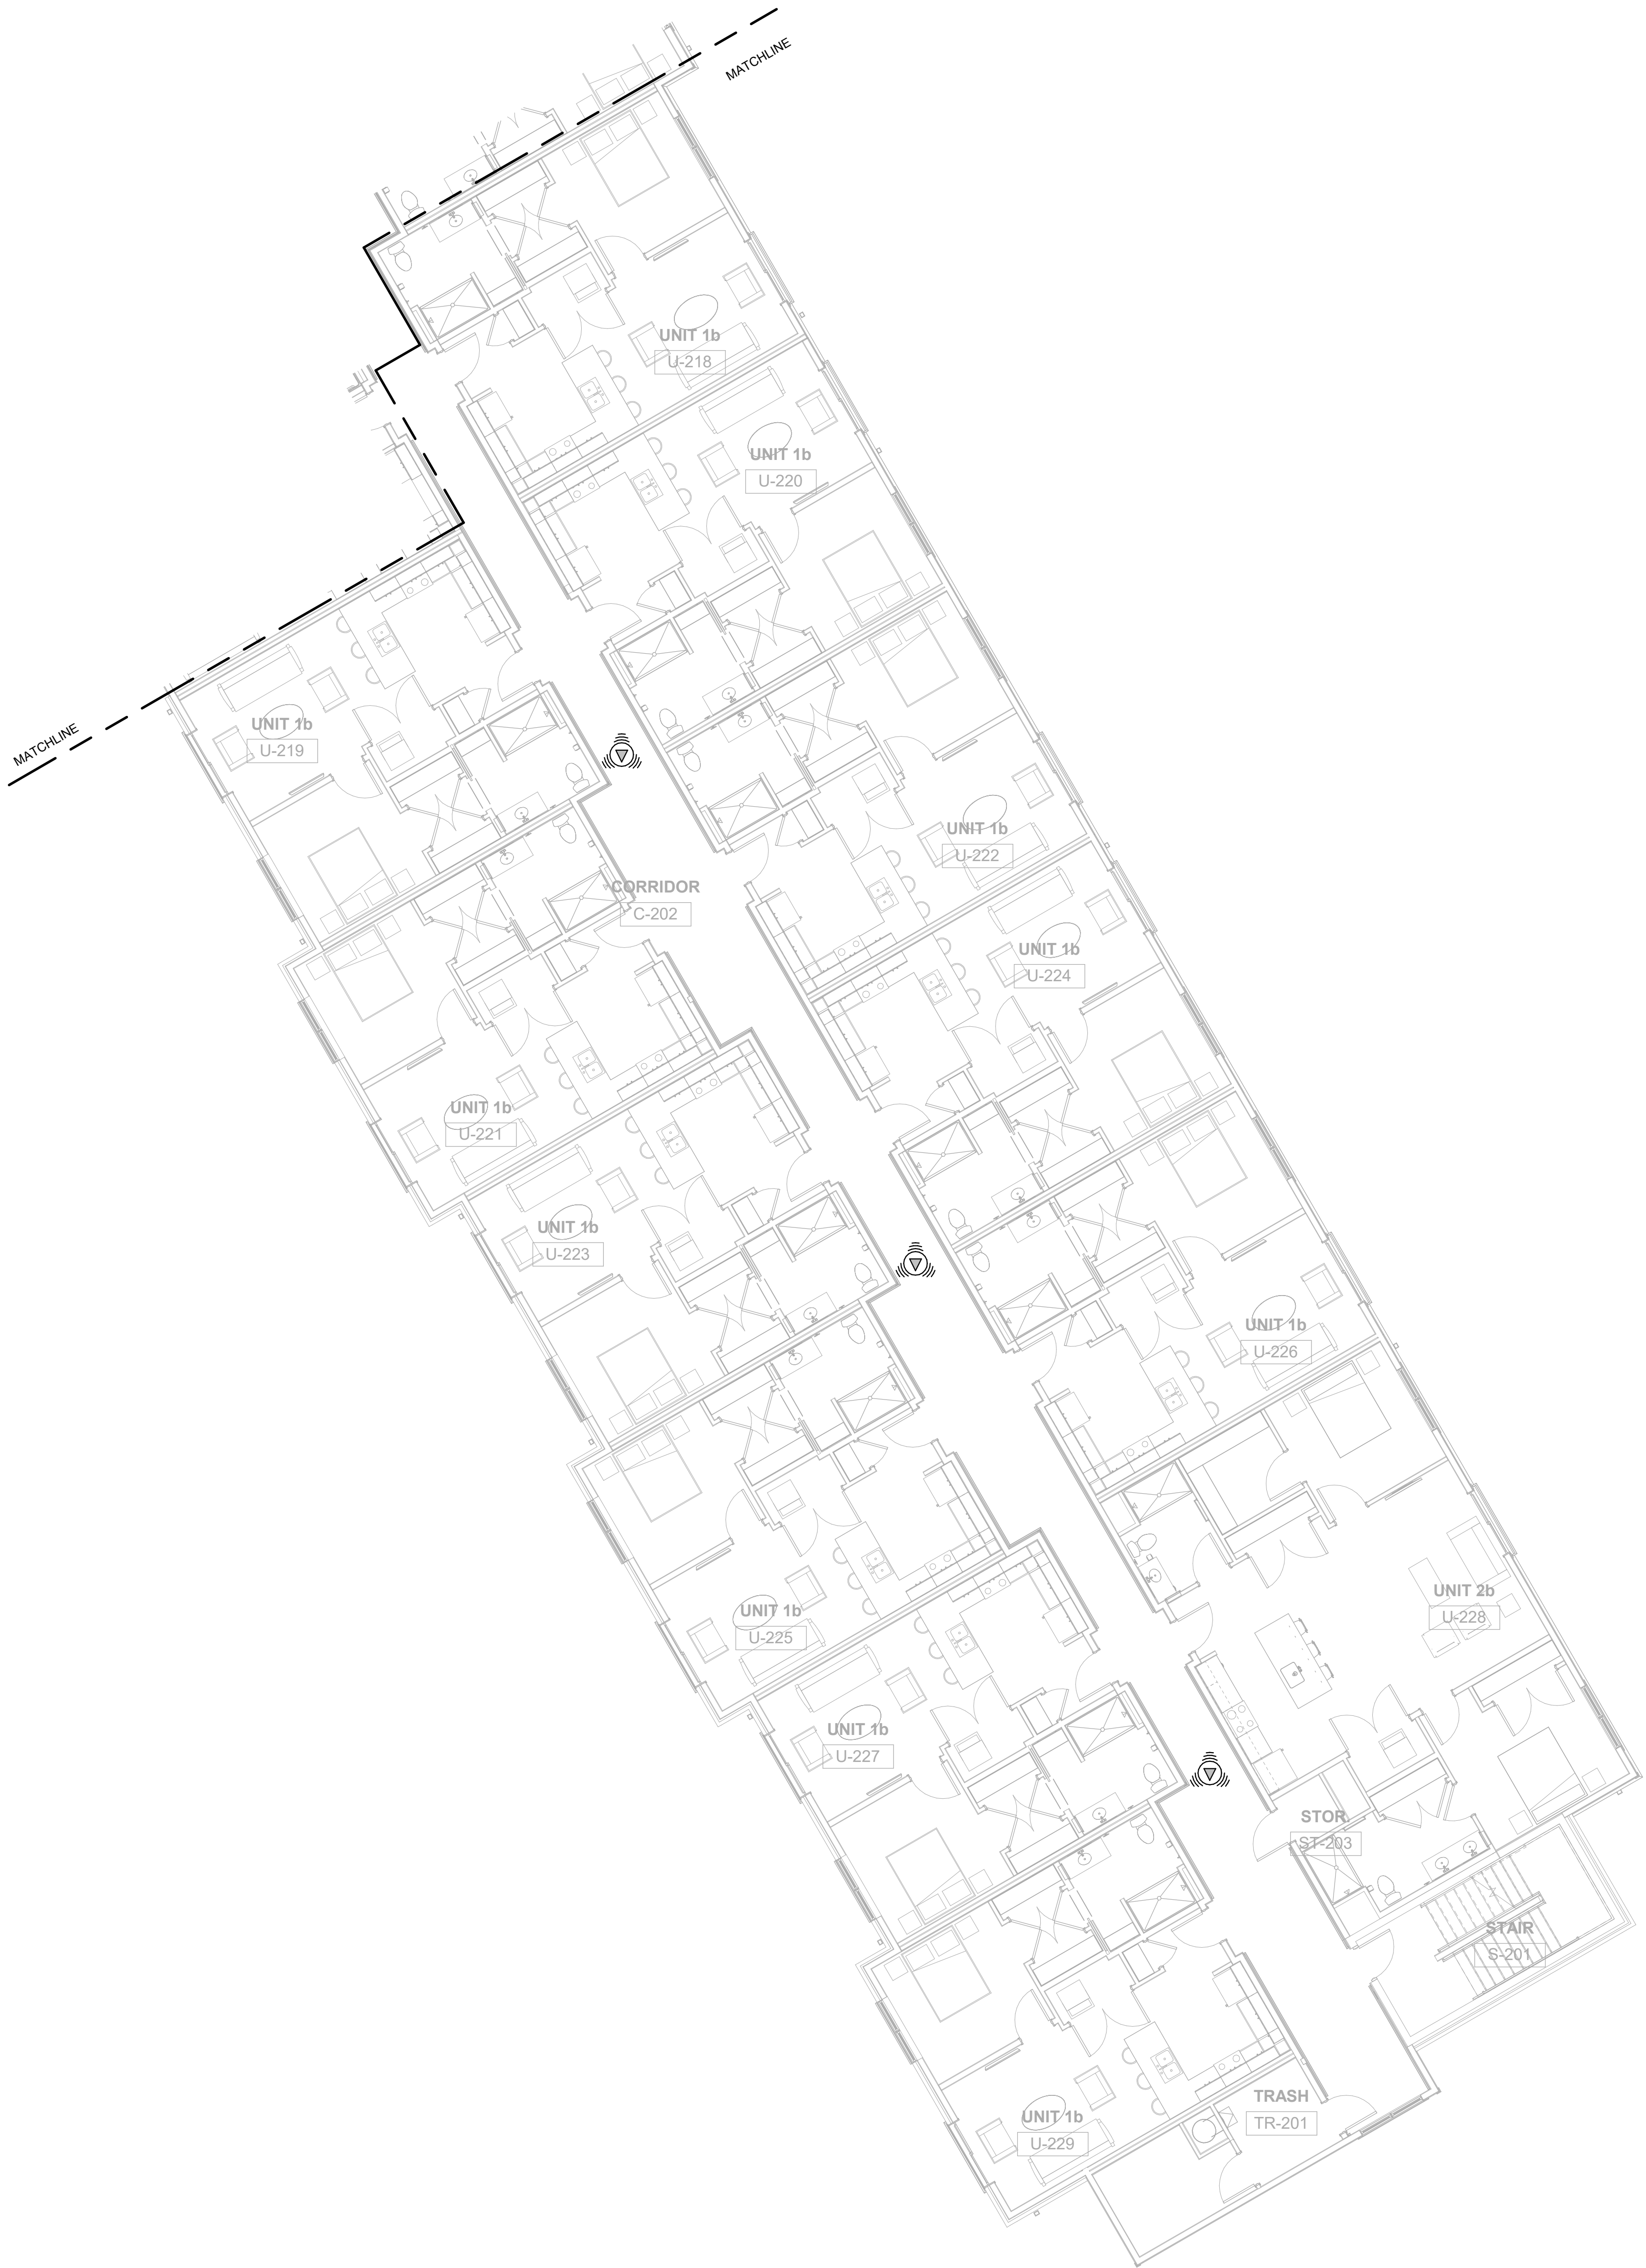 MATCHLINE
UNIT 1b
U-218
UNIT 1b
U-220
MATCHLINE
UNIT 1b
U-219
UNIT 1b
U-222
CORRIDOR
C-202
UNIT 1b
U-224
UNIT 1b
U-221
UNIT 1b
U-223
UNIT 1b
U-226
UNIT 2b
U-228
UNIT 1b
U-225
UNIT 1b
U-227
STOR.
ST-203
STAIR
S-201
TRASH
TR-201
UNIT 1b
U-229